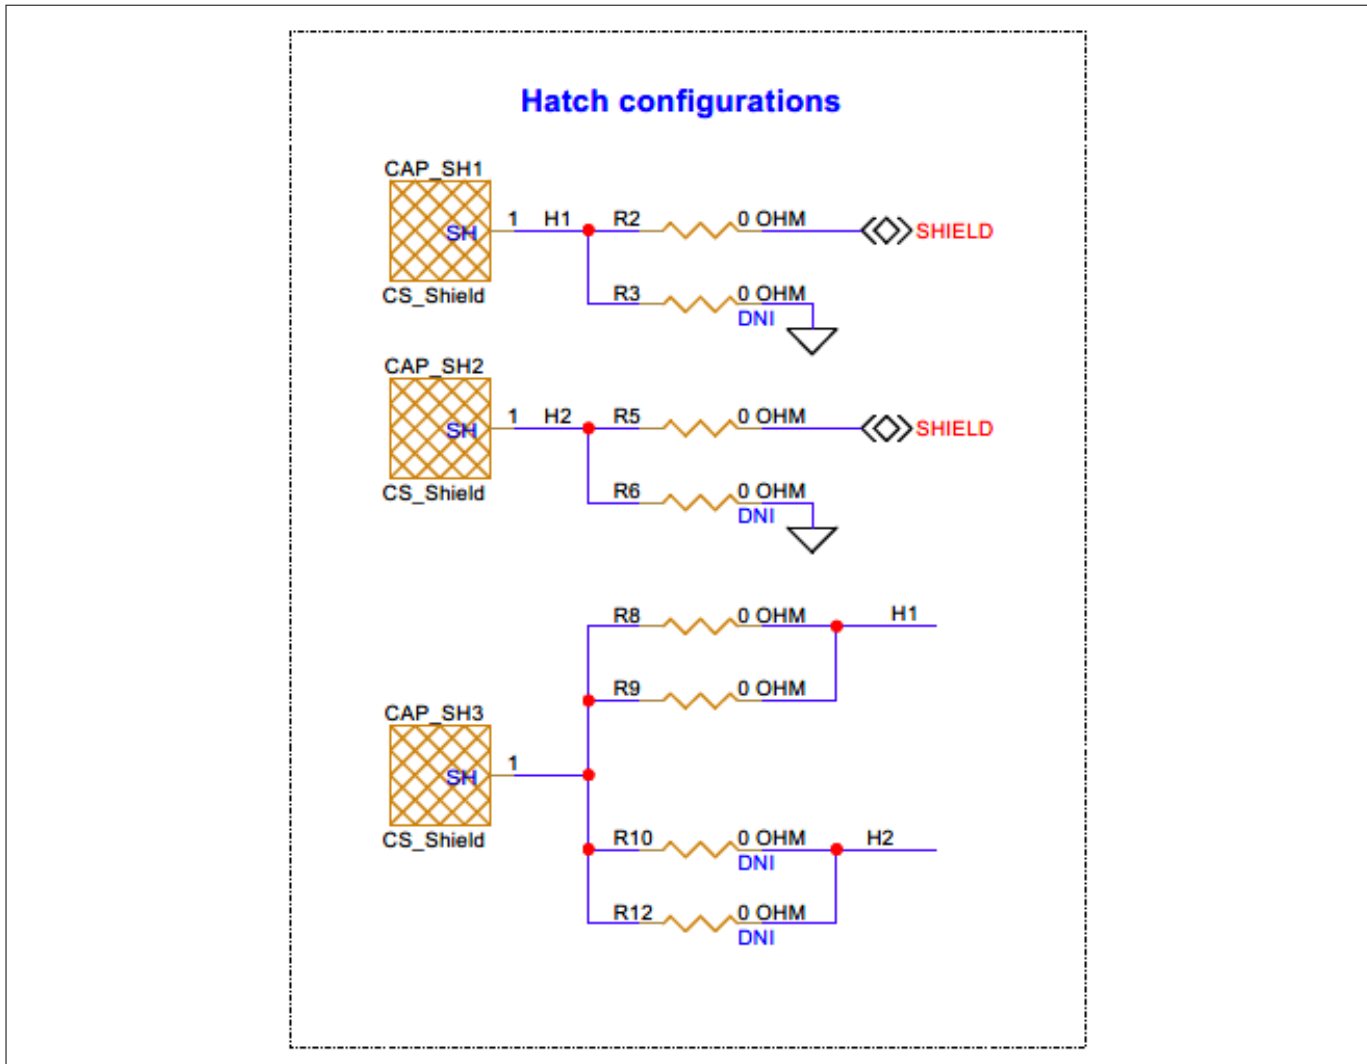 Hatch configurations
CAP_SH1
SH
1 H1 R2 0 OHM SHIELD
R3 0 OHM
CS_Shield
DNI
CAP_SH2
SH
1 H2 R5 0 OHM SHIELD
R6 0 OHM
CS_Shield
DNI
R8 0 OHM H1
R9 0 OHM
CAP_SH3
SH
1
CS_Shield
R10 0 OHM H2
DNI
R12 0 OHM
DNI